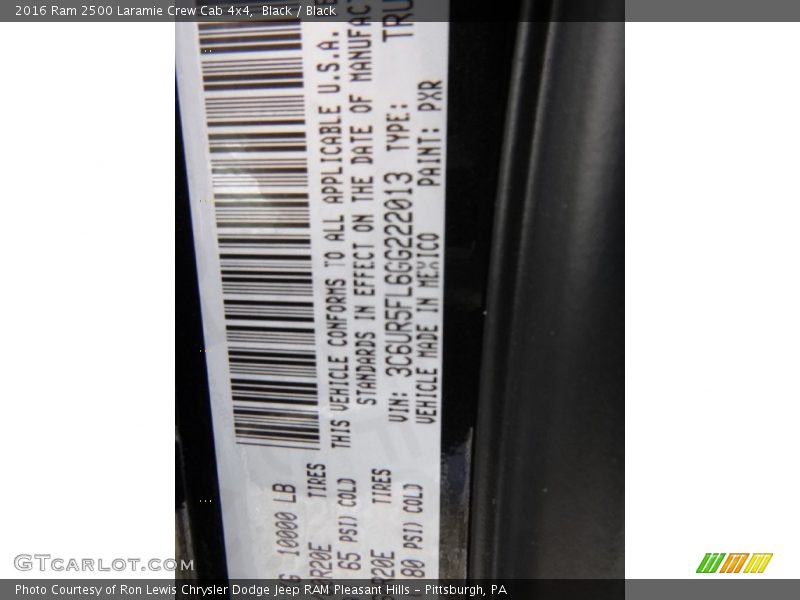 2016 Ram 2500 Laramie Crew Cab 4x4, Black / Black
THIS VEHICLE CONFORMS TO ALL APPLICABLE U.S.A.
STANDARDS IN EFFECT ON THE DATE OF MANUFAC
VIN: 3C6UR5FL6GG222013 TYPE: TRU
VEHICLE MADE IN MEXICO PAINT: PXR
G 10000 LB
R20E TIRES
65 PSI) COLD
R20E TIRES
80 PSI) COLD
GTCARLOT.COM
Photo Courtesy of Ron Lewis Chrysler Dodge Jeep RAM Pleasant Hills – Pittsburgh, PA